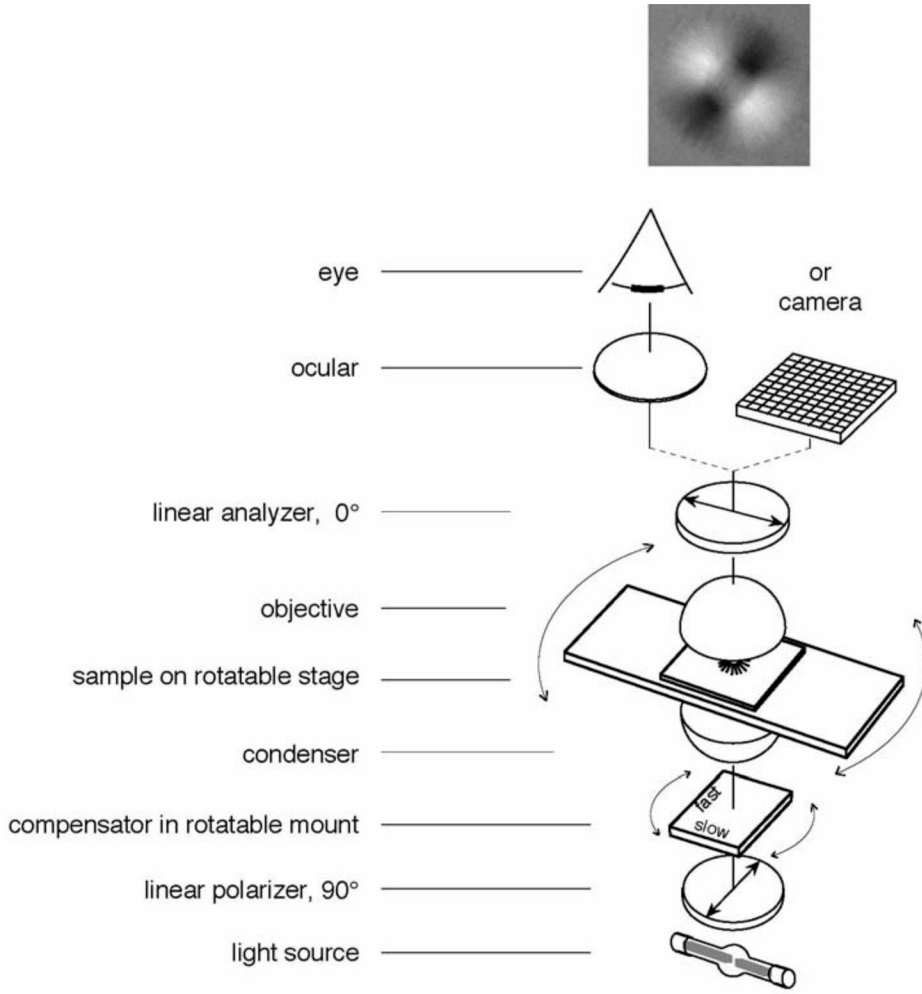 eye
or
camera
ocular
linear analyzer, 0°
objective
sample on rotatable stage
condenser
fast
slow
compensator in rotatable mount
linear polarizer, 90°
light source